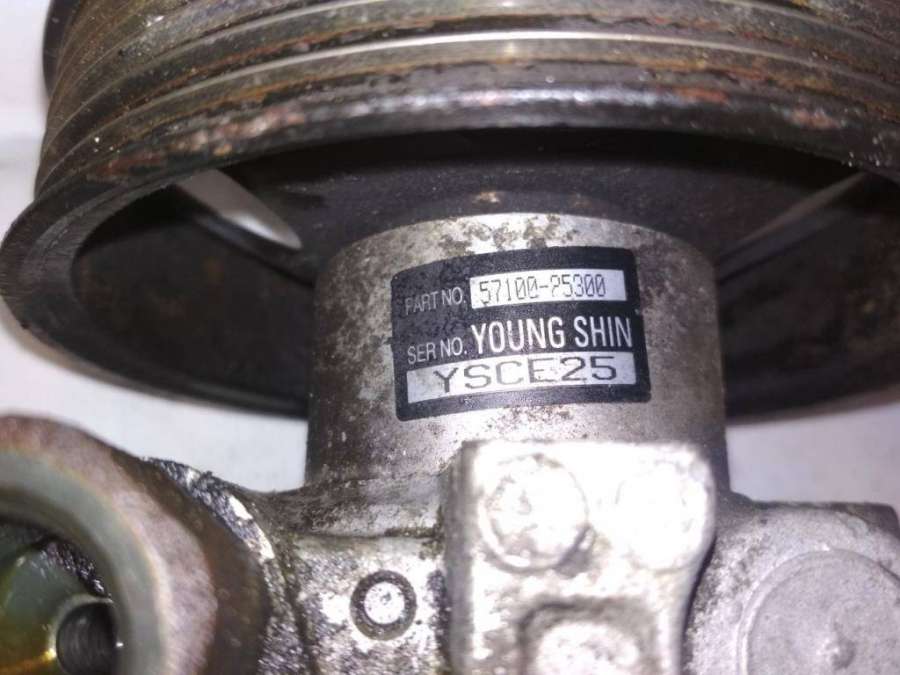 PART NO. 57100-25300
SER NO. YOUNG SHIN
YSCE25